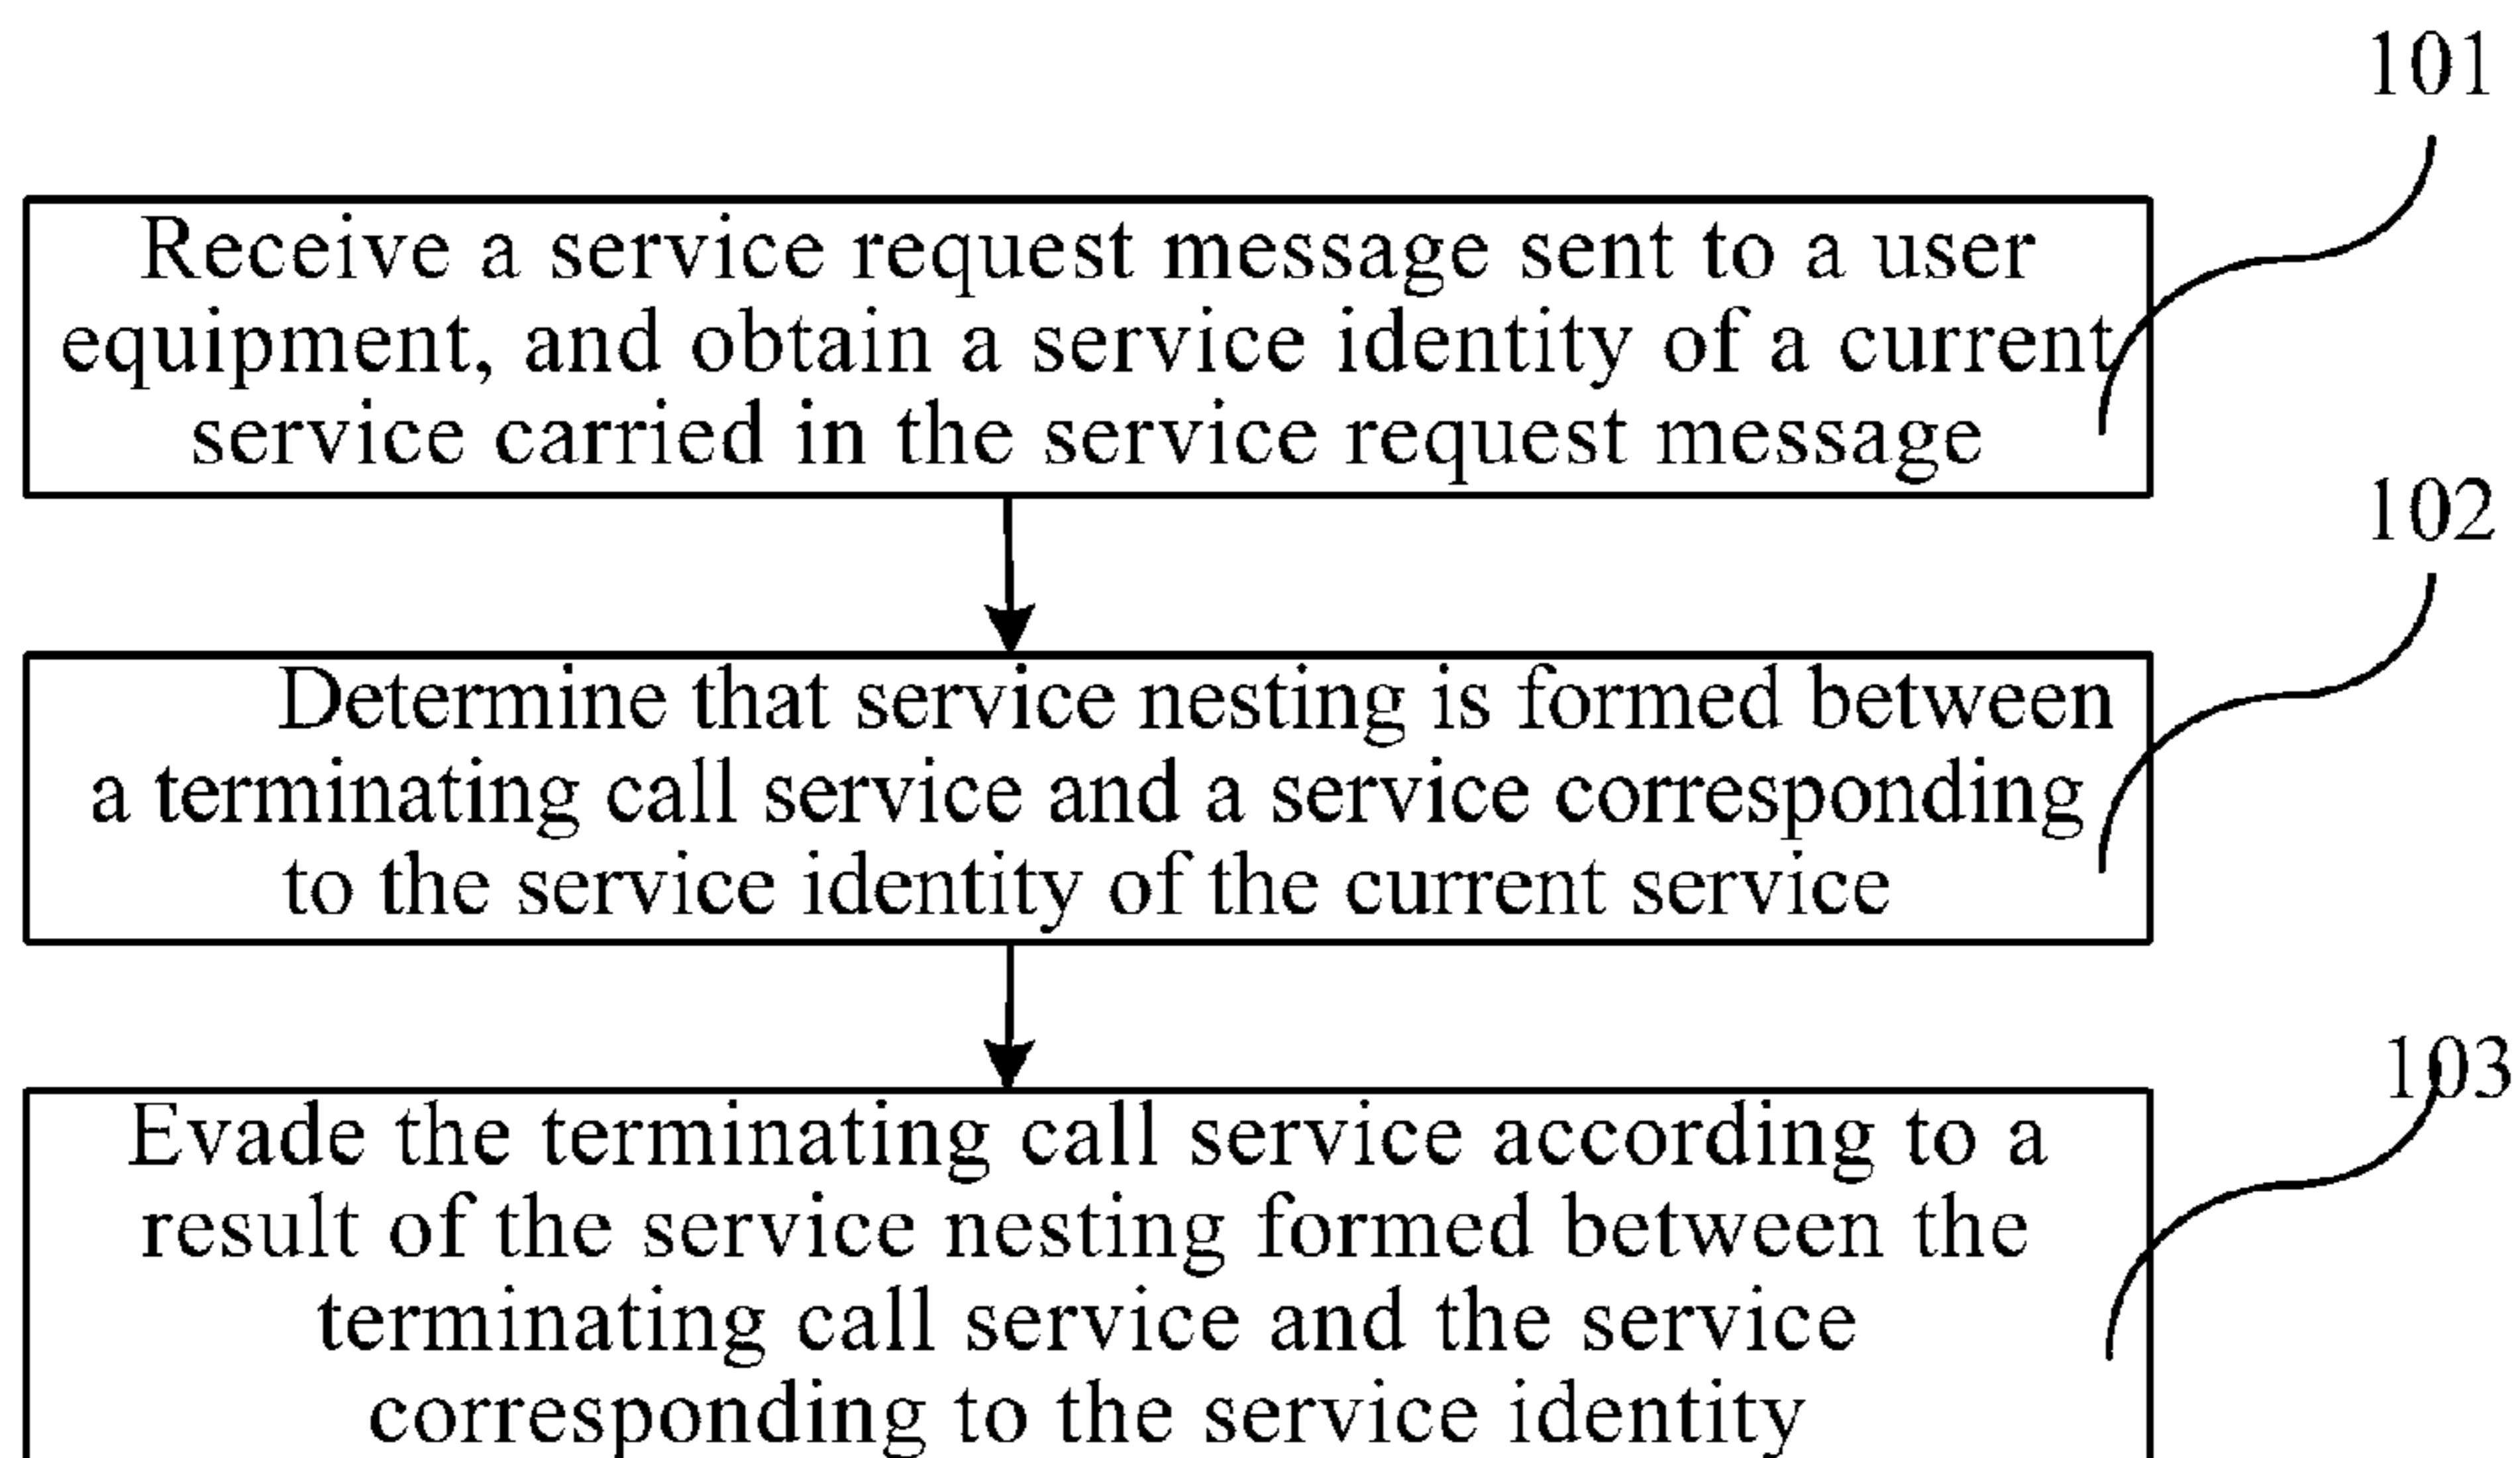 101
Receive a service request message sent to a user
equipment, and obtain a service identity of a current
service carried in the service request message
102
Determine that service nesting is formed between
a terminating call service and a service corresponding
to the service identity of the current service
103
Evade the terminating call service according to a
result of the service nesting formed between the
terminating call service and the service
corresponding to the service identity